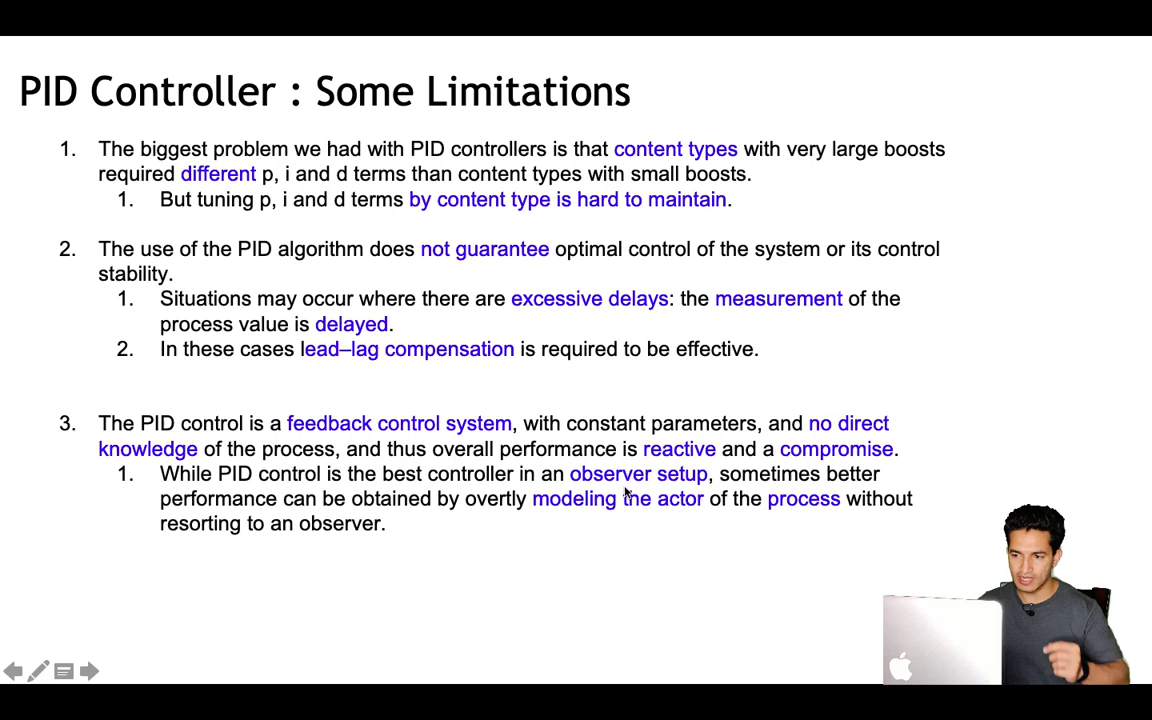 PID Controller : Some Limitations
1. The biggest problem we had with PID controllers is that content types with very large boosts
required different p, i and d terms than content types with small boosts.
1. But tuning p, i and d terms by content type is hard to maintain.
2. The use of the PID algorithm does not guarantee optimal control of the system or its control
stability.
1. Situations may occur where there are excessive delays: the measurement of the
process value is delayed.
2. In these cases lead–lag compensation is required to be effective.
3. The PID control is a feedback control system, with constant parameters, and no direct
knowledge of the process, and thus overall performance is reactive and a compromise.
1. While PID control is the best controller in an observer setup, sometimes better
performance can be obtained by overtly modeling the actor of the process without
resorting to an observer.